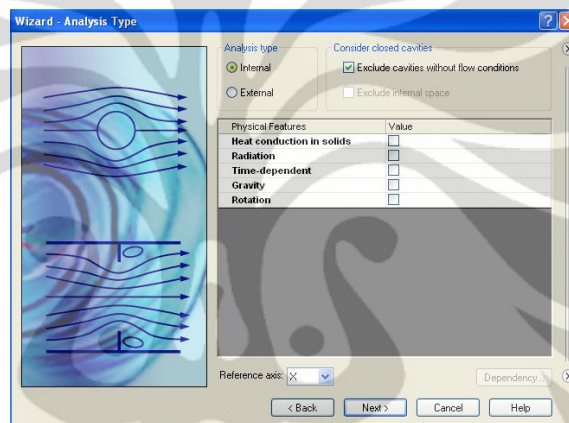 Wizard - Analysis Type
Analysis type
Consider closed cavities
Internal
Exclude cavities without flow conditions
External
Exclude internal space
Physical Features Value
Heat conduction in solids
Radiation
Time-dependent
Gravity
Rotation
Reference axis: X
Dependency...
< Back
Next >
Cancel
Help